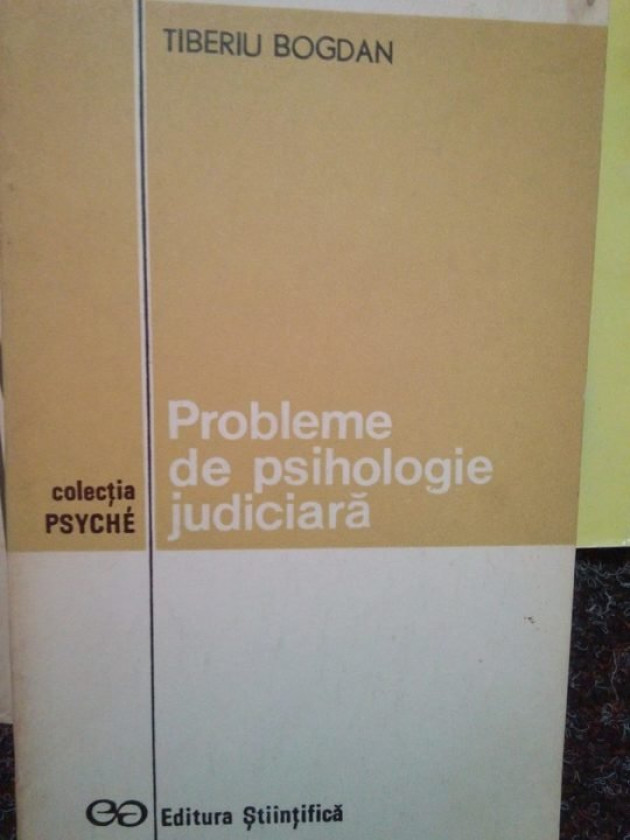 TIBERIU BOGDAN
Probleme
de psihologie
judiciară
colecția
PSYCHÉ
Editura Științifică